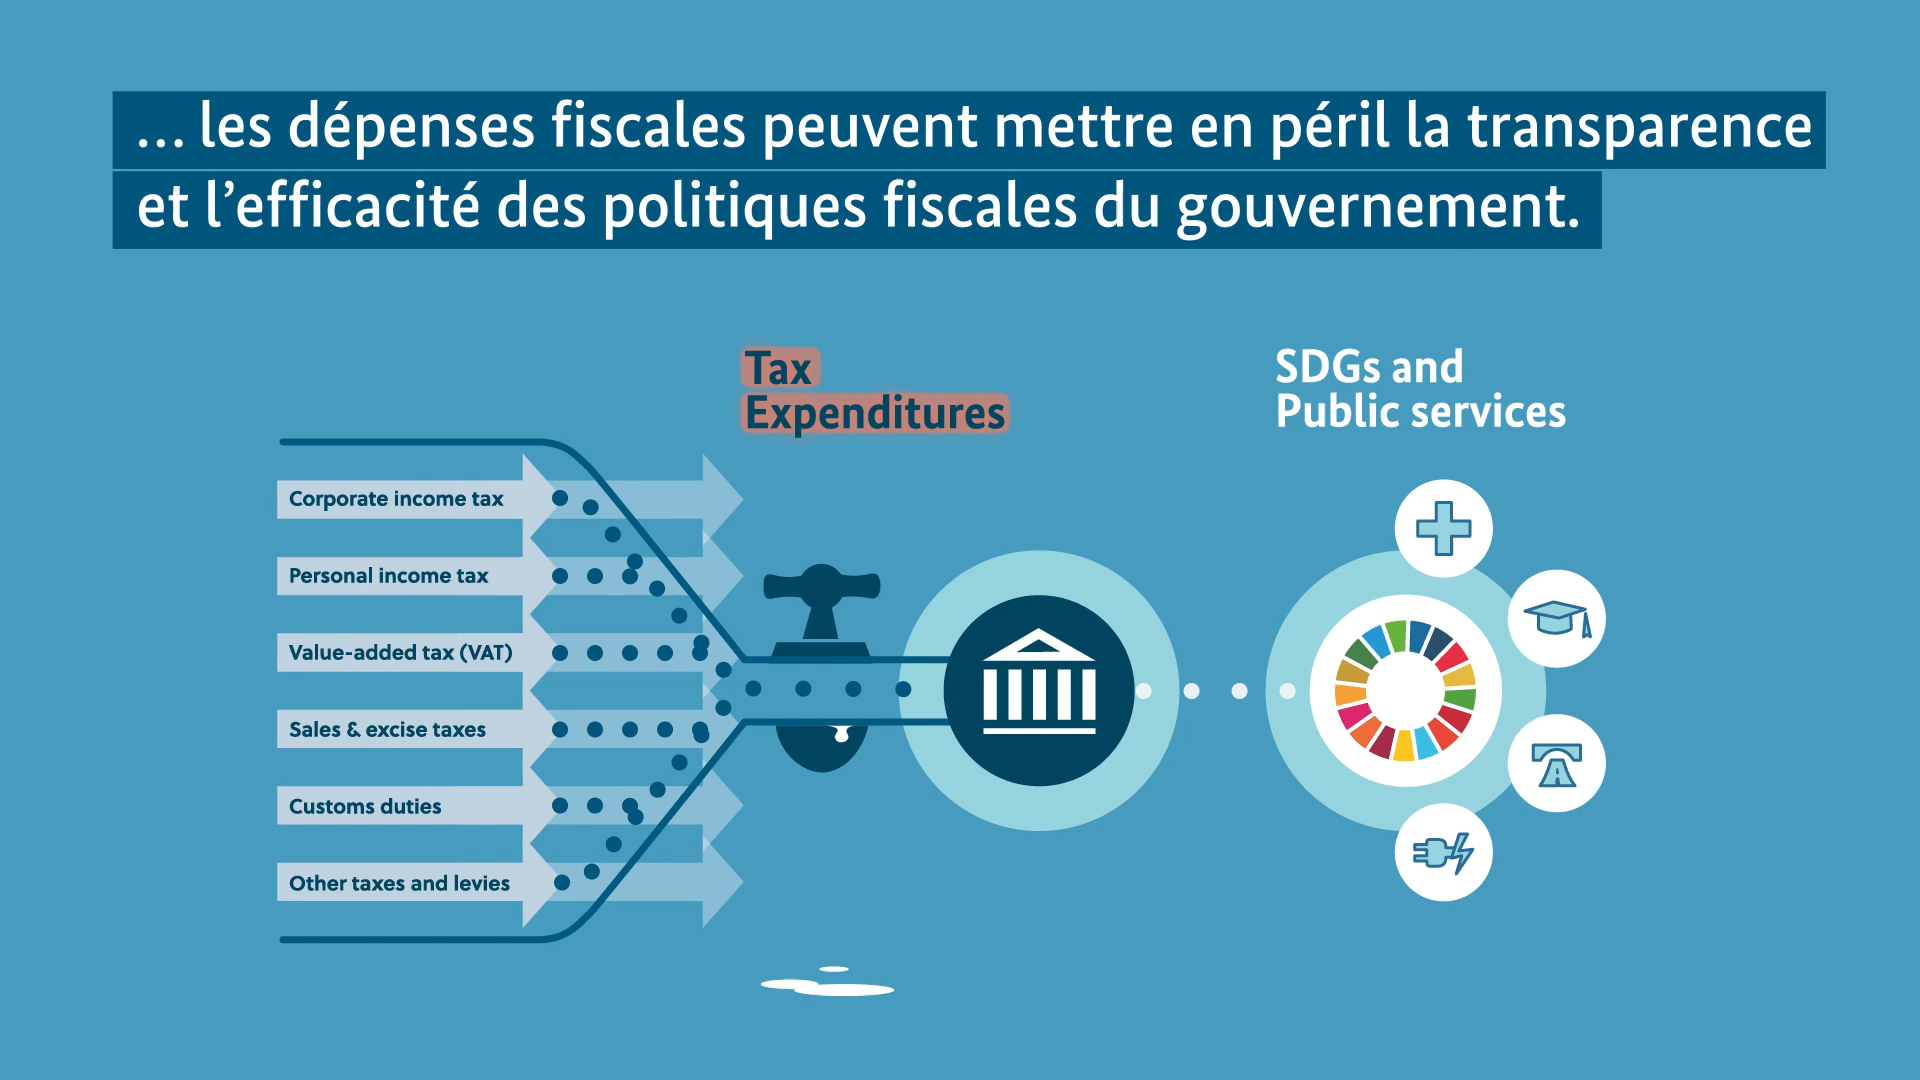 ... les dépenses fiscales peuvent mettre en péril la transparence
et l’efficacité des politiques fiscales du gouvernement.
Tax
Expenditures
SDGs and
Public services
Corporate income tax
Personal income tax
Value-added tax (VAT)
Sales & excise taxes
Customs duties
Other taxes and levies